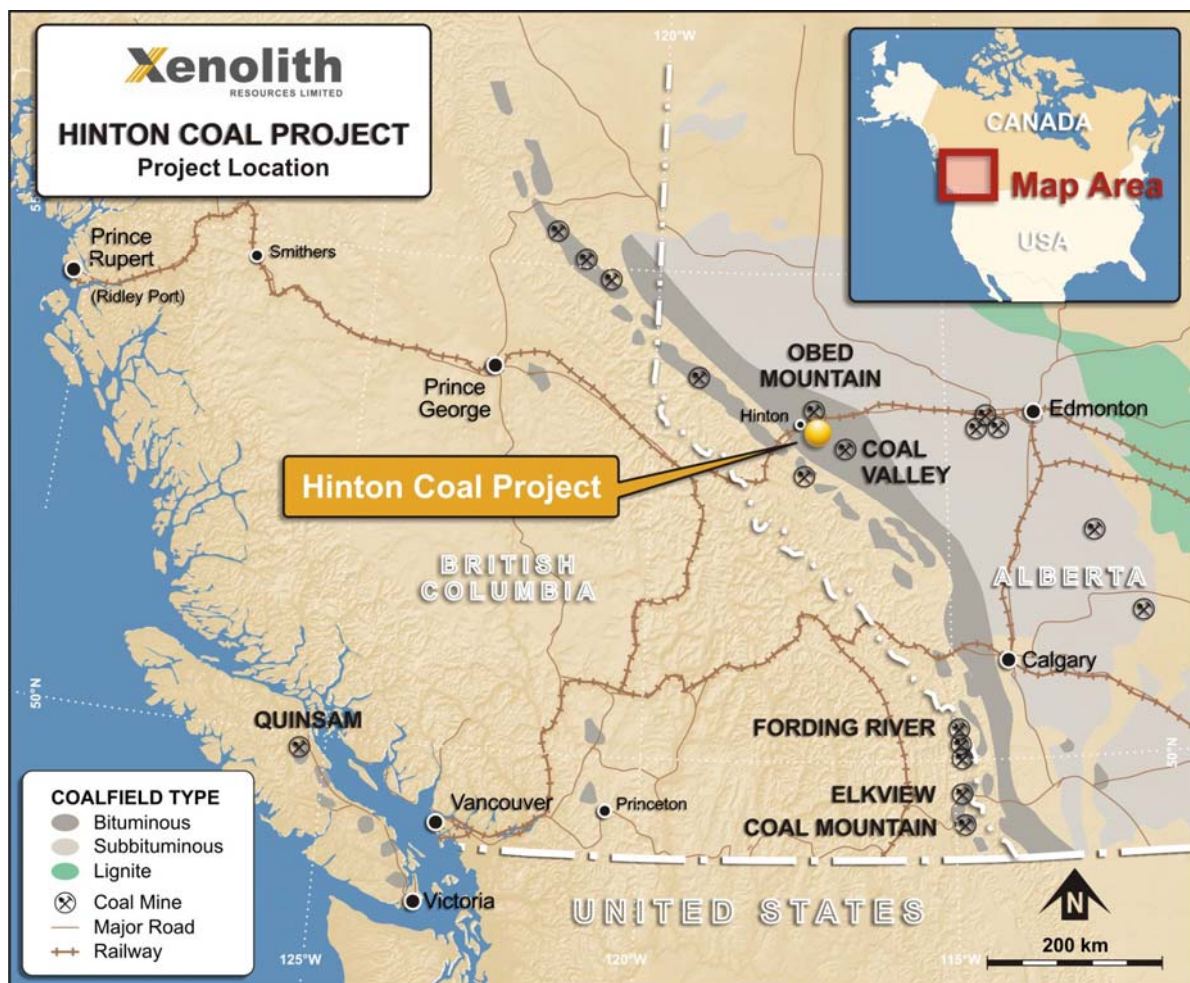 Xenolith
RESOURCES LIMITED
HINTON COAL PROJECT
Project Location
120°W
CANADA
Map Area
USA
55°
Prince
Rupert
(Ridley Port)
Smithers
Prince
George
OBED
MOUNTAIN
Hinton
Edmonton
COAL
VALLEY
Hinton Coal Project
BRITISH
COLUMBIA
ALBERTA
Calgary
50°N
QUINSAM
FORDING RIVER
50°N
ELKVIEW
COAL MOUNTAIN
Vancouver
Princeton
Victoria
UNITED STATES
COALFIELD TYPE
Bituminous
Subbituminous
Lignite
Coal Mine
Major Road
Railway
125°W
120°W
115°W
N
200 km